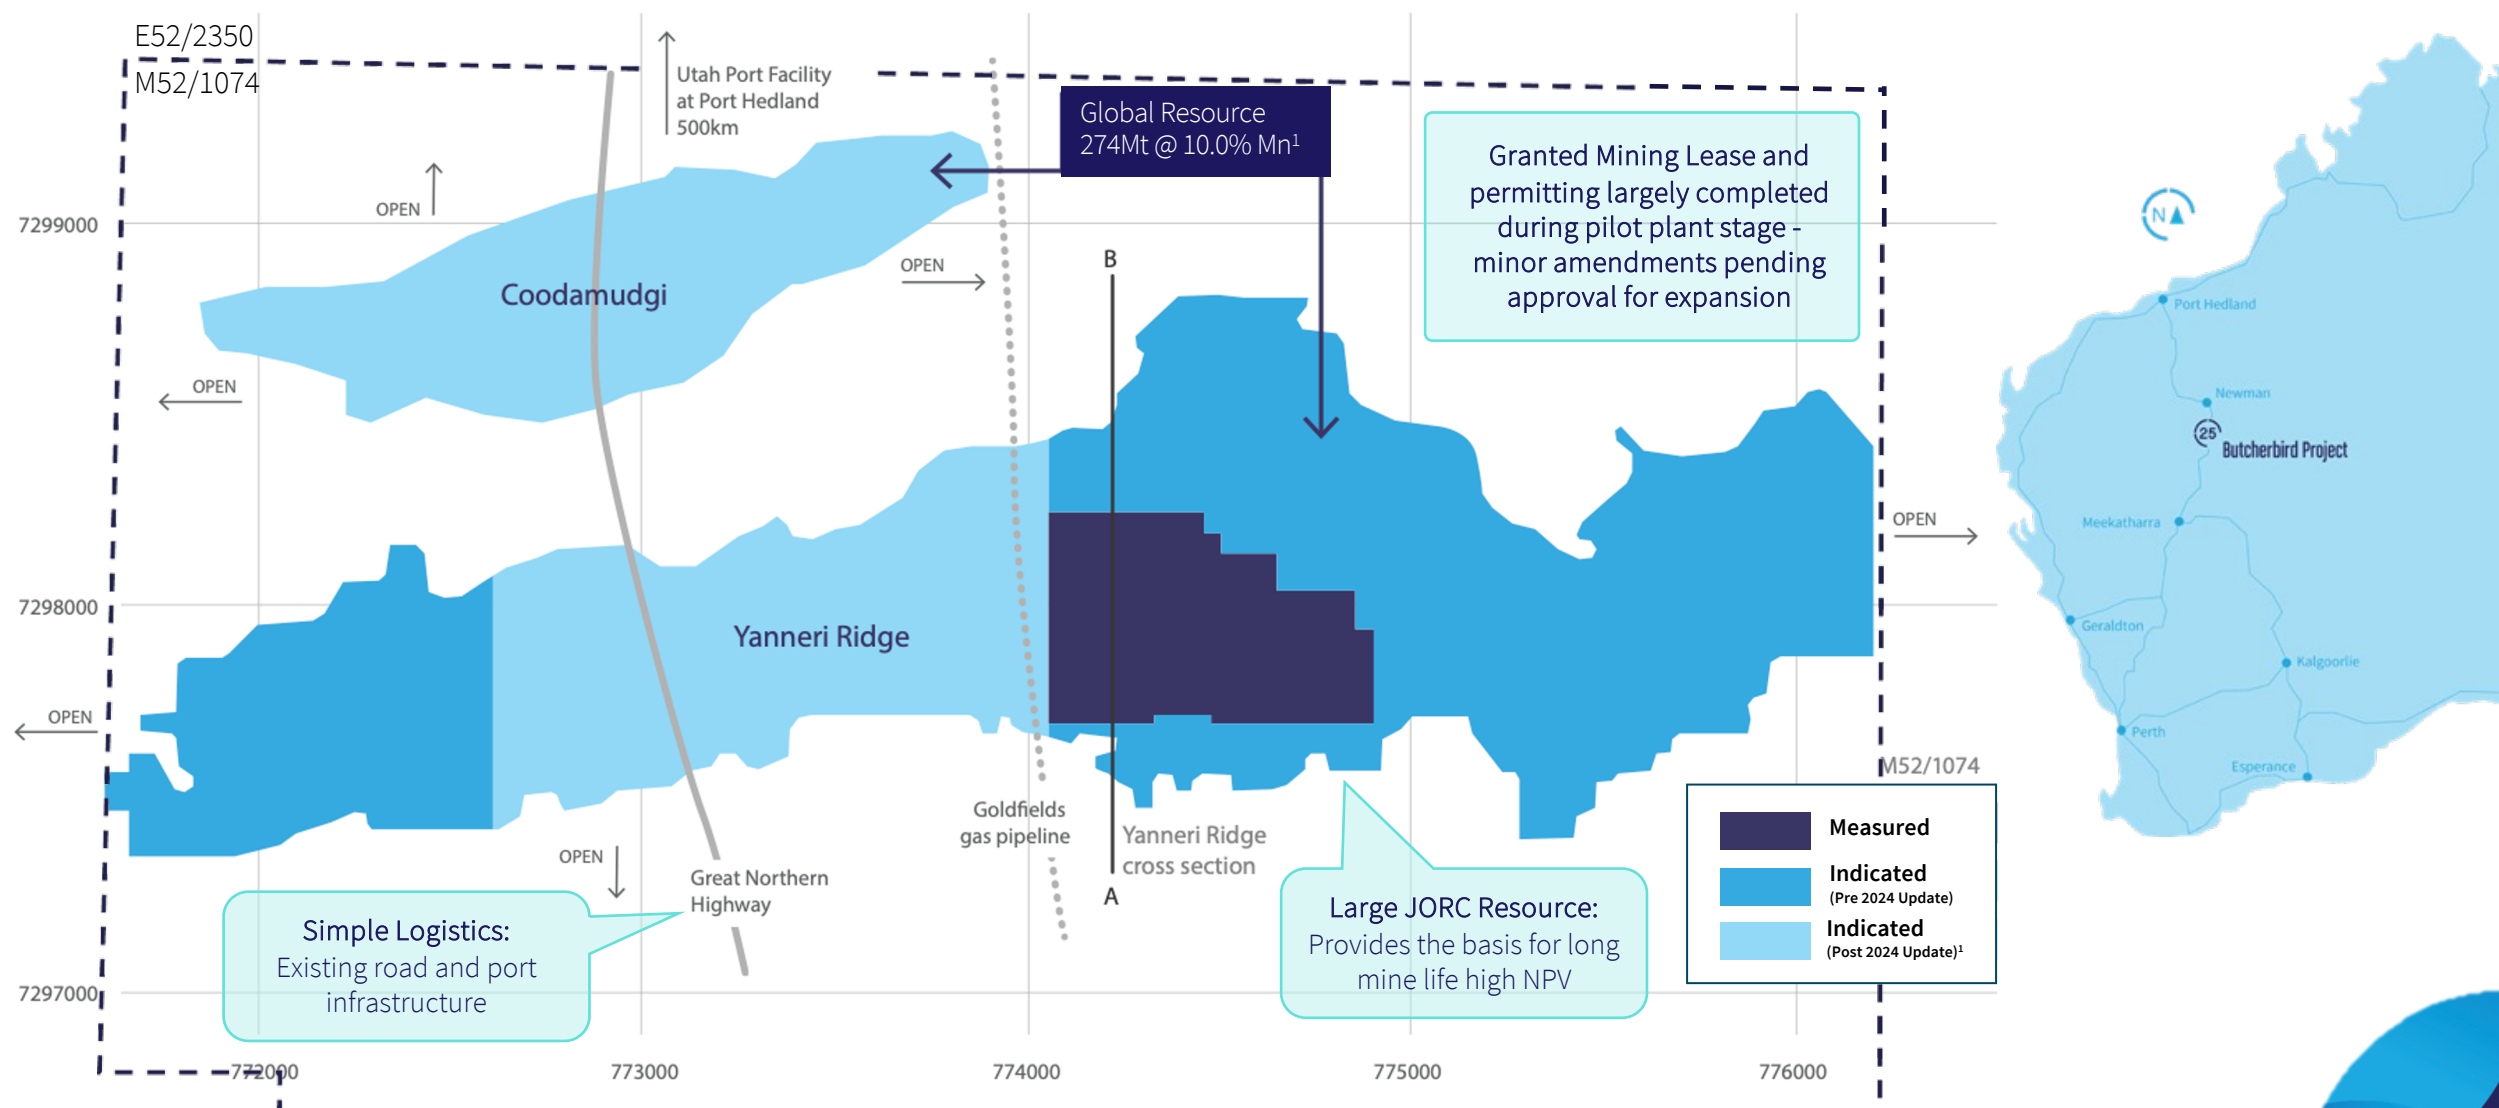 E52/2350
M52/1074
Utah Port Facility
at Port Hedland
500km
Global Resource
274Mt @ 10.0% Mn¹
Granted Mining Lease and
permitting largely completed
during pilot plant stage -
minor amendments pending
approval for expansion
OPEN
7299000
OPEN
B
Coodamudgi
OPEN
N
Port Hedland
Newman
25
Butcherbird Project
Meekatharra
Geraldton
Kalgoorlie
Perth
Esperance
OPEN
7298000
Yanneri Ridge
OPEN
M52/1074
Goldfields
gas pipeline
Yanneri Ridge
cross section
A
OPEN
Great Northern
Highway
Simple Logistics:
Existing road and port
infrastructure
Large JORC Resource:
Provides the basis for long
mine life high NPV
Measured
Indicated
(Pre 2024 Update)
Indicated
(Post 2024 Update)¹
7297000
772000
773000
774000
775000
776000